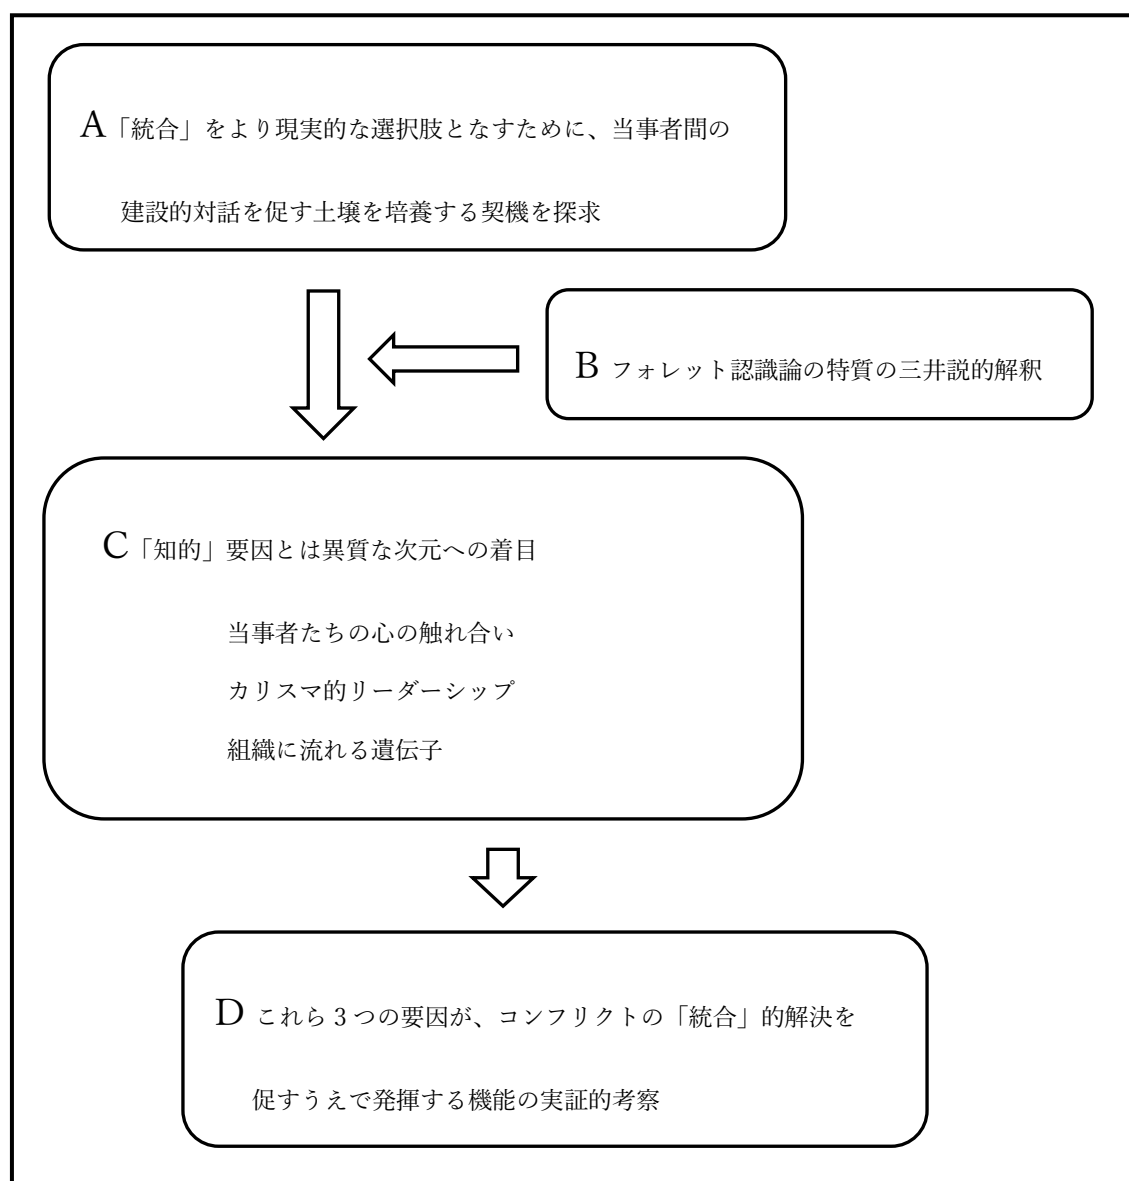 A「統合」をより現実的な選択肢となすために、当事者間の
建設的対話を促す土壌を培養する契機を探求
B フォレット認識論の特質の三井説的解釈
C「知的」要因とは異質な次元への着目
当事者たちの心の触れ合い
カリスマ的リーダーシップ
組織に流れる遺伝子
D これら3つの要因が、コンフリクトの「統合」的解決を
促すうえで発揮する機能の実証的考察